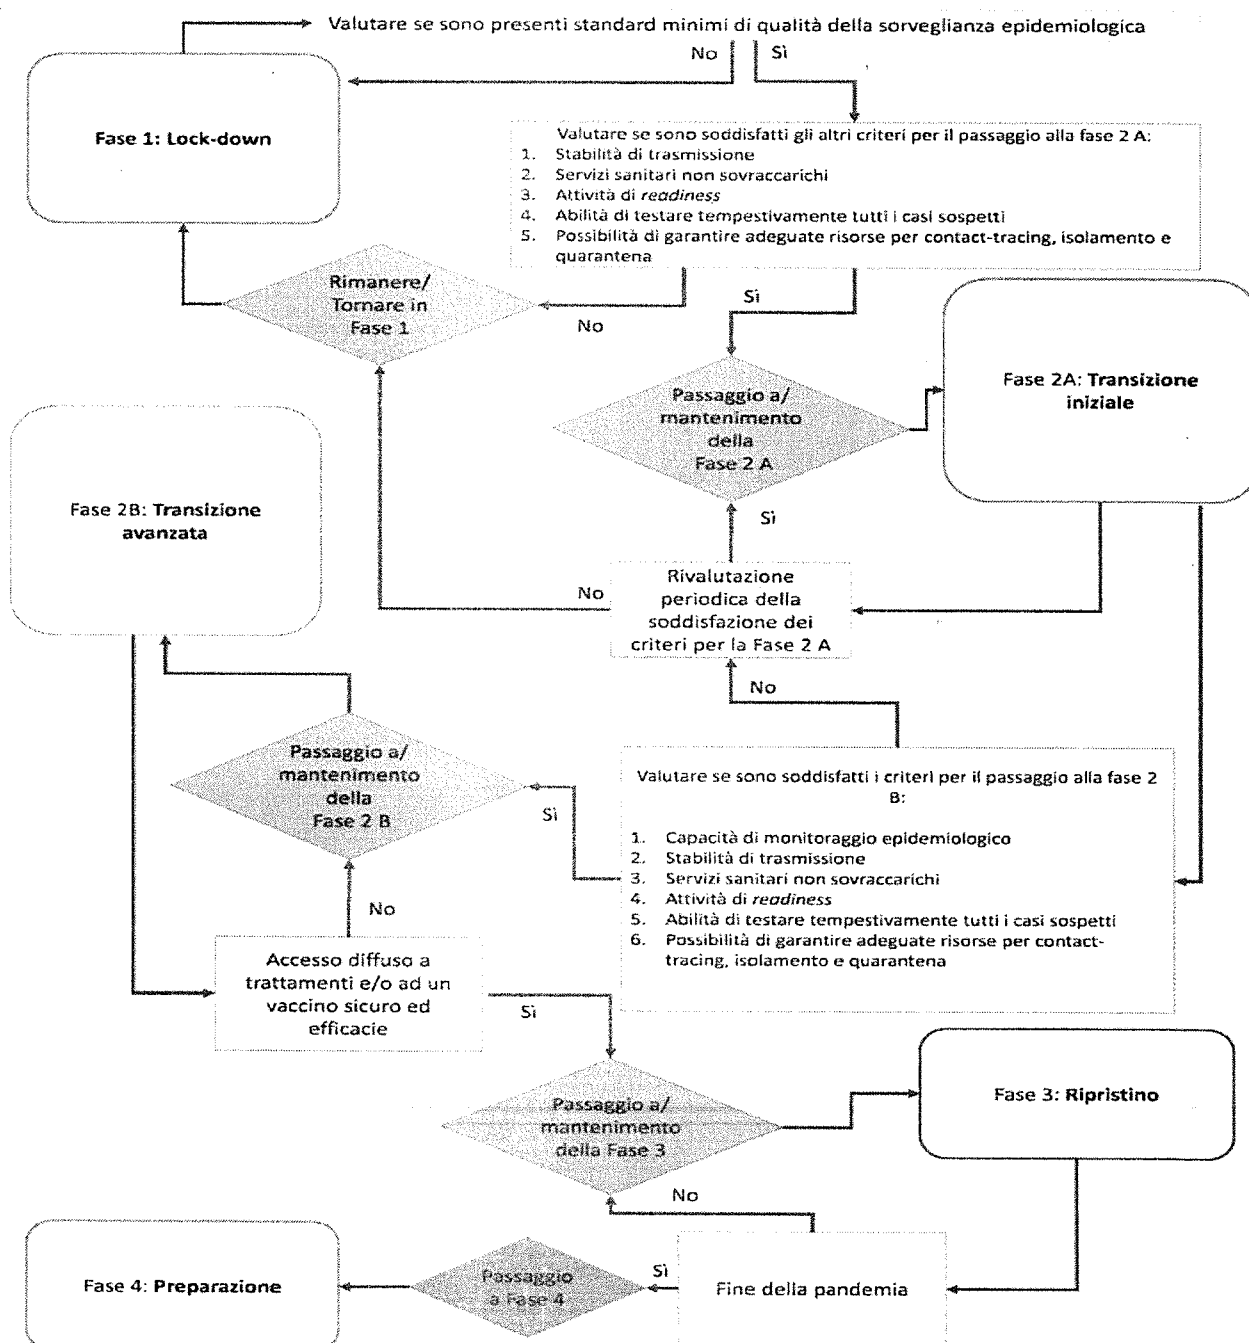 Valutare se sono presenti standard minimi di qualità della sorveglianza epidemiologica
No
Sì
Fase 1: Lock-down
Valutare se sono soddisfatti gli altri criteri per il passaggio alla fase 2 A:
1. Stabilità di trasmissione
2. Servizi sanitari non sovraccarichi
3. Attività di readiness
4. Abilità di testare tempestivamente tutti i casi sospetti
5. Possibilità di garantire adeguate risorse per contact-tracing, isolamento e
quarantena
Rimanere/
Tornare in
Fase 1
No
Sì
Passaggio a/
mantenimento
della
Fase 2 A
Fase 2A: Transizione
iniziale
Fase 2B: Transizione
avanzata
Sì
No
Rivalutazione
periodica della
soddisfazione dei
criteri per la Fase 2 A
No
Passaggio a/
mantenimento
della
Fase 2 B
Sì
Valutare se sono soddisfatti i criteri per il passaggio alla fase 2
B:
1. Capacità di monitoraggio epidemiologico
2. Stabilità di trasmissione
3. Servizi sanitari non sovraccarichi
4. Attività di readiness
5. Abilità di testare tempestivamente tutti i casi sospetti
6. Possibilità di garantire adeguate risorse per contact-
tracing, isolamento e quarantena
No
Accesso diffuso a
trattamenti e/o ad un
vaccino sicuro ed
efficacie
Sì
Passaggio a/
mantenimento
della Fase 3
Fase 3: Ripristino
No
Fase 4: Preparazione
Passaggio
a Fase 4
Sì
Fine della pandemia